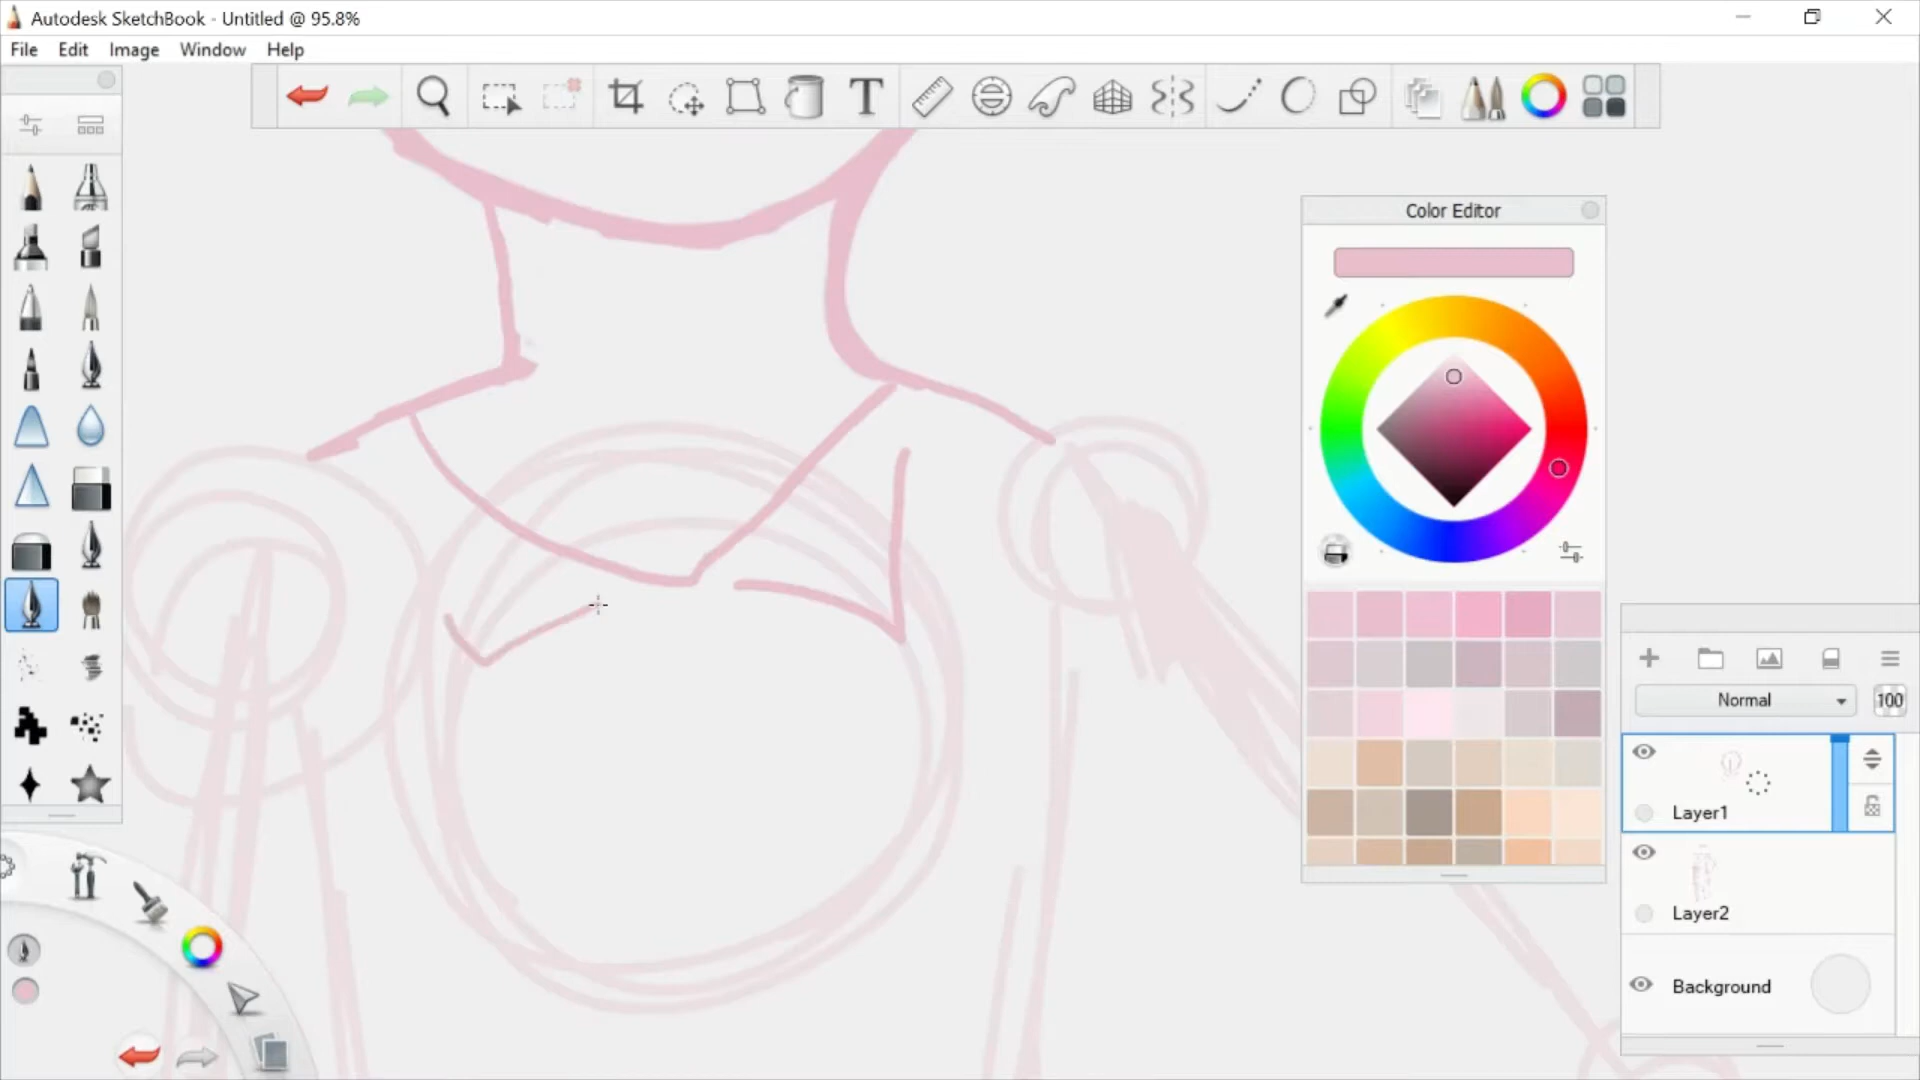 Autodesk SketchBook - Untitled @ 95.8%
File Edit Image Window Help
T
Color Editor
Normal 100
Layer1
Layer2
Background